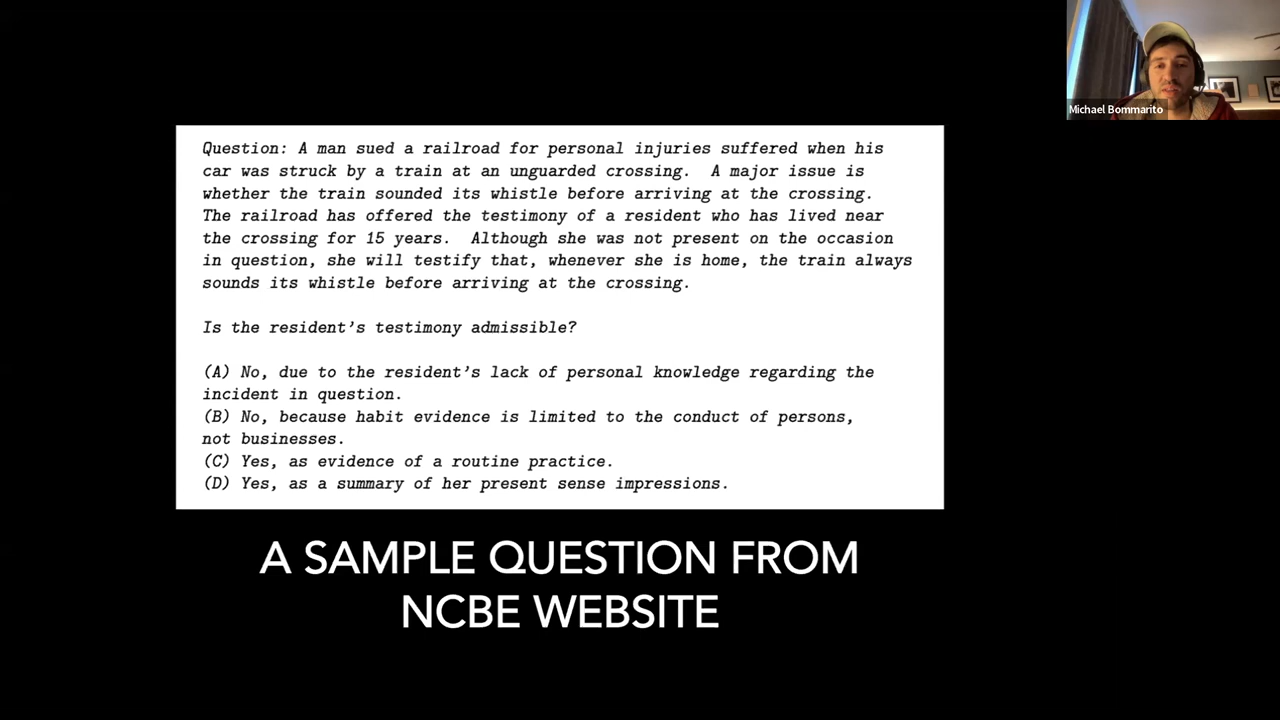 Michael Bommarito
Question: A man sued a railroad for personal injuries suffered when his
car was struck by a train at an unguarded crossing. A major issue is
whether the train sounded its whistle before arriving at the crossing.
The railroad has offered the testimony of a resident who has lived near
the crossing for 15 years. Although she was not present on the occasion
in question, she will testify that, whenever she is home, the train always
sounds its whistle before arriving at the crossing.
Is the resident's testimony admissible?
(A) No, due to the resident's lack of personal knowledge regarding the
incident in question.
(B) No, because habit evidence is limited to the conduct of persons,
not businesses.
(C) Yes, as evidence of a routine practice.
(D) Yes, as a summary of her present sense impressions.
A SAMPLE QUESTION FROM
NCBE WEBSITE